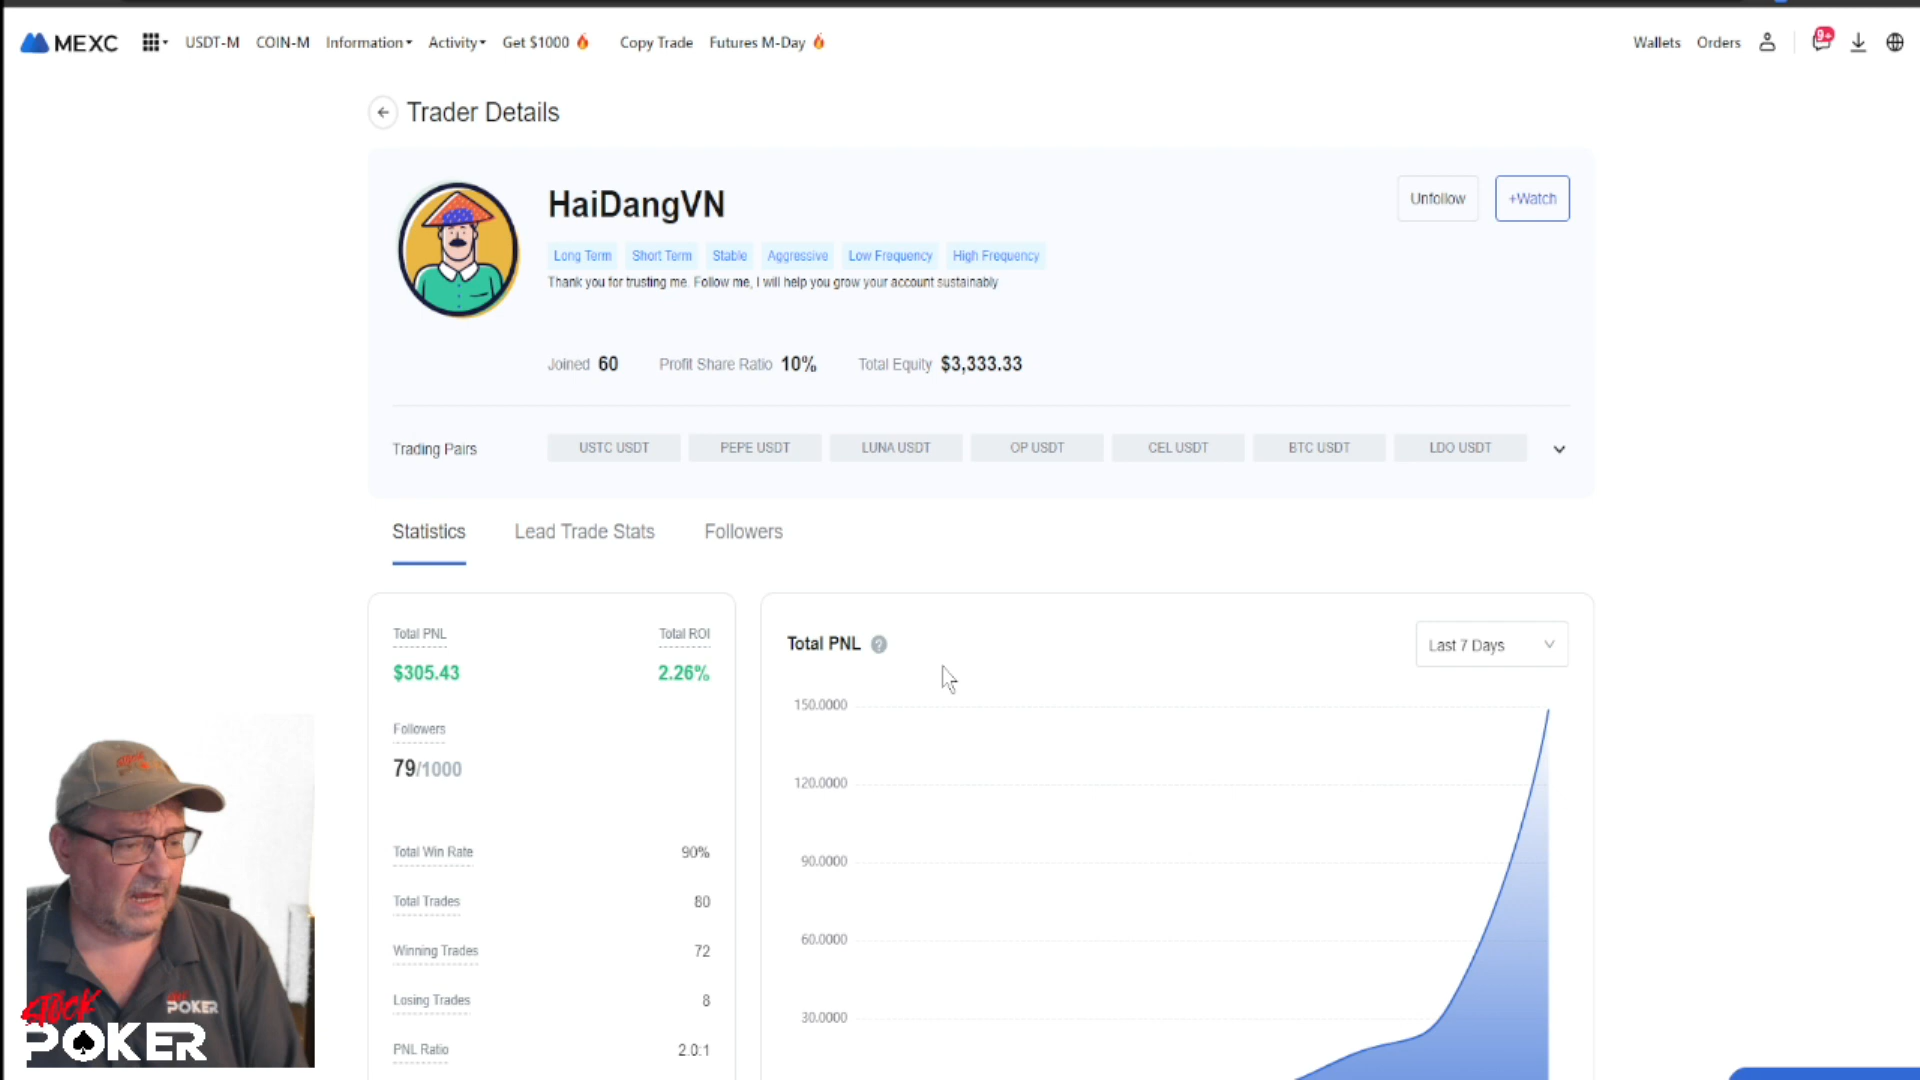 MEXC USDT-M COIN-M Information Activity Get $1000 Copy Trade Futures M-Day Wallets Orders 9+
Trader Details
HaiDangVN
Unfollow +Watch
Long Term Short Term Stable Aggressive Low Frequency High Frequency
Thank you for trusting me. Follow me, I will help you grow your account sustainably
Joined 60 Profit Share Ratio 10% Total Equity $3,333.33
Trading Pairs USTC USDT PEPE USDT LUNA USDT OP USDT CEL USDT BTC USDT LDO USDT
Statistics Lead Trade Stats Followers
Total PNL Total ROI
$305.43 2.26%
Followers
79/1000
Total Win Rate 90%
Total Trades 80
Winning Trades 72
Losing Trades 8
PNL Ratio 2.0:1
Total PNL ?
Last 7 Days
150.0000
120.0000
90.0000
60.0000
30.0000
POKER
STOCK
POKER